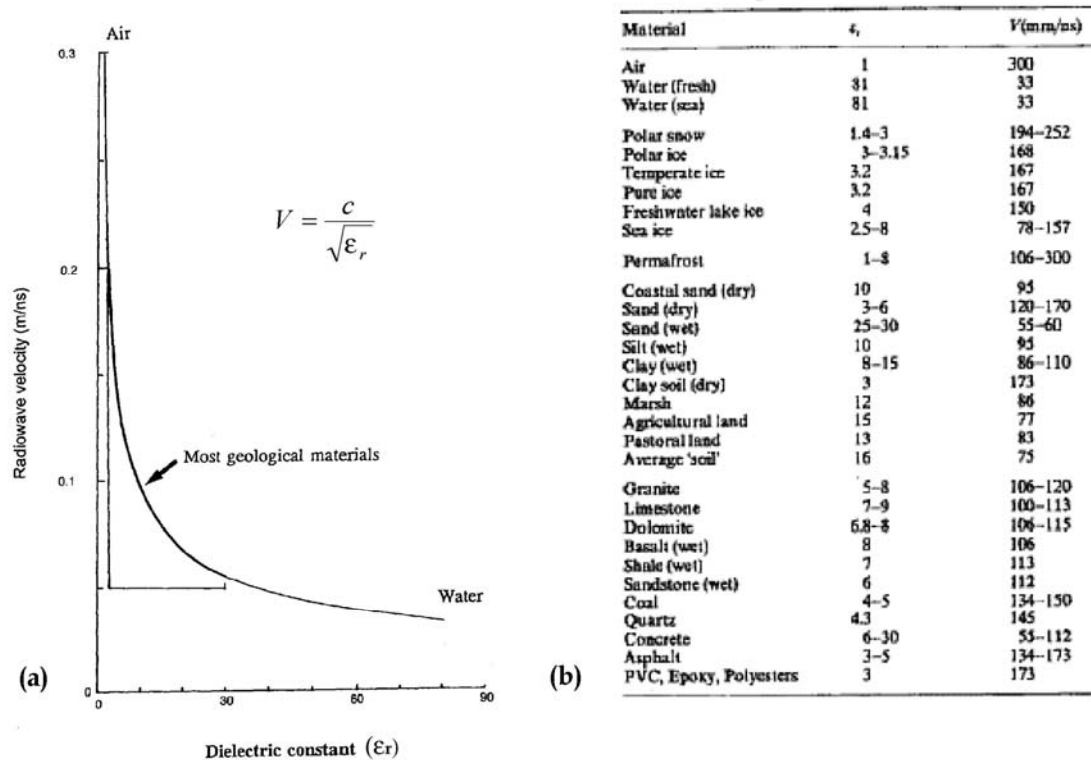 Air
0.3
0.2
0.1
0
Radiowave velocity (m/ns)
V = c / √εr
Most geological materials
Water
0 30 60 90
Dielectric constant (εr)
(a)
Material εr V(mm/ns)
Air 1 300
Water (fresh) 81 33
Water (sea) 81 33
Polar snow 1.4–3 194–252
Polar ice 3–3.15 168
Temperate ice 3.2 167
Pure ice 3.2 167
Freshwater lake ice 4 150
Sea ice 2.5–8 78–157
Permafrost 1–8 106–300
Coastal sand (dry) 10 95
Sand (dry) 3–6 120–170
Sand (wet) 25–30 55–60
Silt (wet) 10 95
Clay (wet) 8–15 86–110
Clay soil (dry) 3 173
Marsh 12 86
Agricultural land 15 77
Pastoral land 13 83
Average 'soil' 16 75
Granite 5–8 106–120
Limestone 7–9 100–113
Dolomite 6.8–8 106–115
Basalt (wet) 8 106
Shale (wet) 7 113
Sandstone (wet) 6 112
Coal 4–5 134–150
Quartz 4.3 145
Concrete 6–30 55–112
Asphalt 3–5 134–173
PVC, Epoxy, Polyesters 3 173
(b)